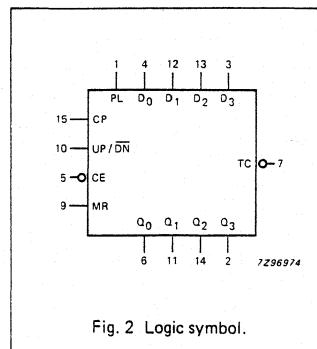 1 4 12 13 3
PL D0 D1 D2 D3
15 CP
10 UP/D̅N̅
5 CE
TC 7
9 MR
Q0 Q1 Q2 Q3
6 11 14 2
7Z96974
Fig. 2 Logic symbol.